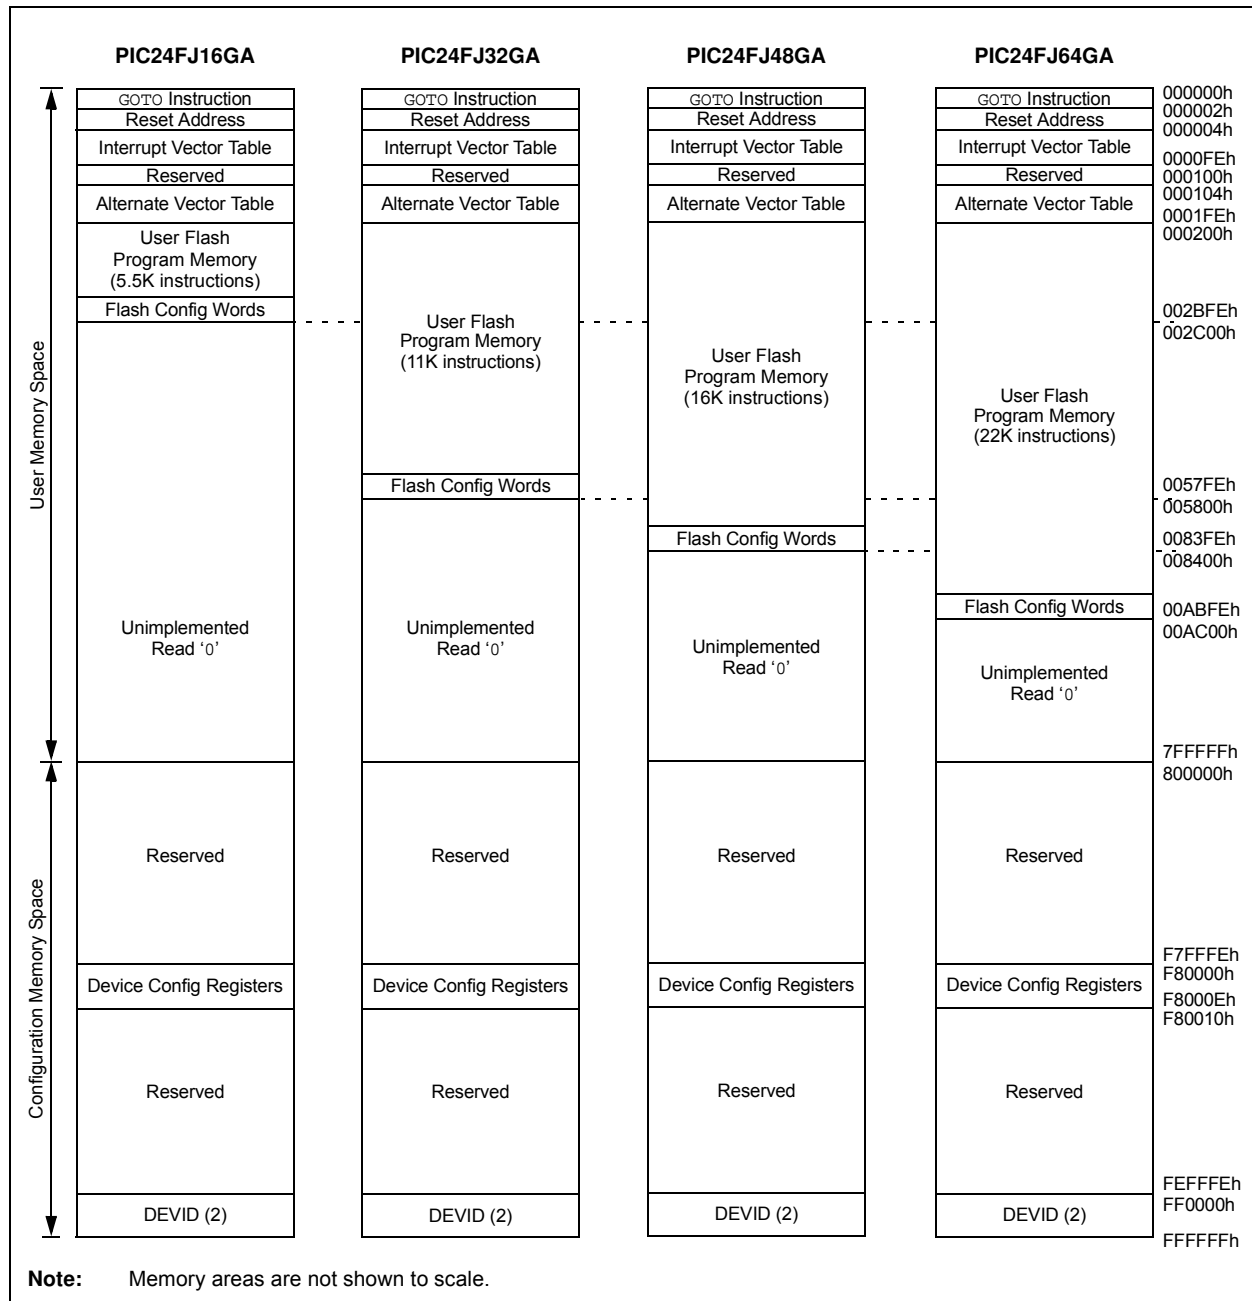 PIC24FJ16GA
PIC24FJ32GA
PIC24FJ48GA
PIC24FJ64GA
User Memory Space
Configuration Memory Space
GOTO Instruction
Reset Address
Interrupt Vector Table
Reserved
Alternate Vector Table
User Flash
Program Memory
(5.5K instructions)
Flash Config Words
Unimplemented
Read ‘0’
Reserved
Device Config Registers
Reserved
DEVID (2)
GOTO Instruction
Reset Address
Interrupt Vector Table
Reserved
Alternate Vector Table
User Flash
Program Memory
(11K instructions)
Flash Config Words
Unimplemented
Read ‘0’
Reserved
Device Config Registers
Reserved
DEVID (2)
GOTO Instruction
Reset Address
Interrupt Vector Table
Reserved
Alternate Vector Table
User Flash
Program Memory
(16K instructions)
Flash Config Words
Unimplemented
Read ‘0’
Reserved
Device Config Registers
Reserved
DEVID (2)
GOTO Instruction
Reset Address
Interrupt Vector Table
Reserved
Alternate Vector Table
User Flash
Program Memory
(22K instructions)
Flash Config Words
Unimplemented
Read ‘0’
Reserved
Device Config Registers
Reserved
DEVID (2)
000000h
000002h
000004h
0000FEh
000100h
000104h
0001FEh
000200h
002BFEh
002C00h
0057FEh
005800h
0083FEh
008400h
00ABFEh
00AC00h
7FFFFFh
800000h
F7FFFEh
F80000h
F8000Eh
F80010h
FEFFFEh
FF0000h
FFFFFFh
Note: Memory areas are not shown to scale.